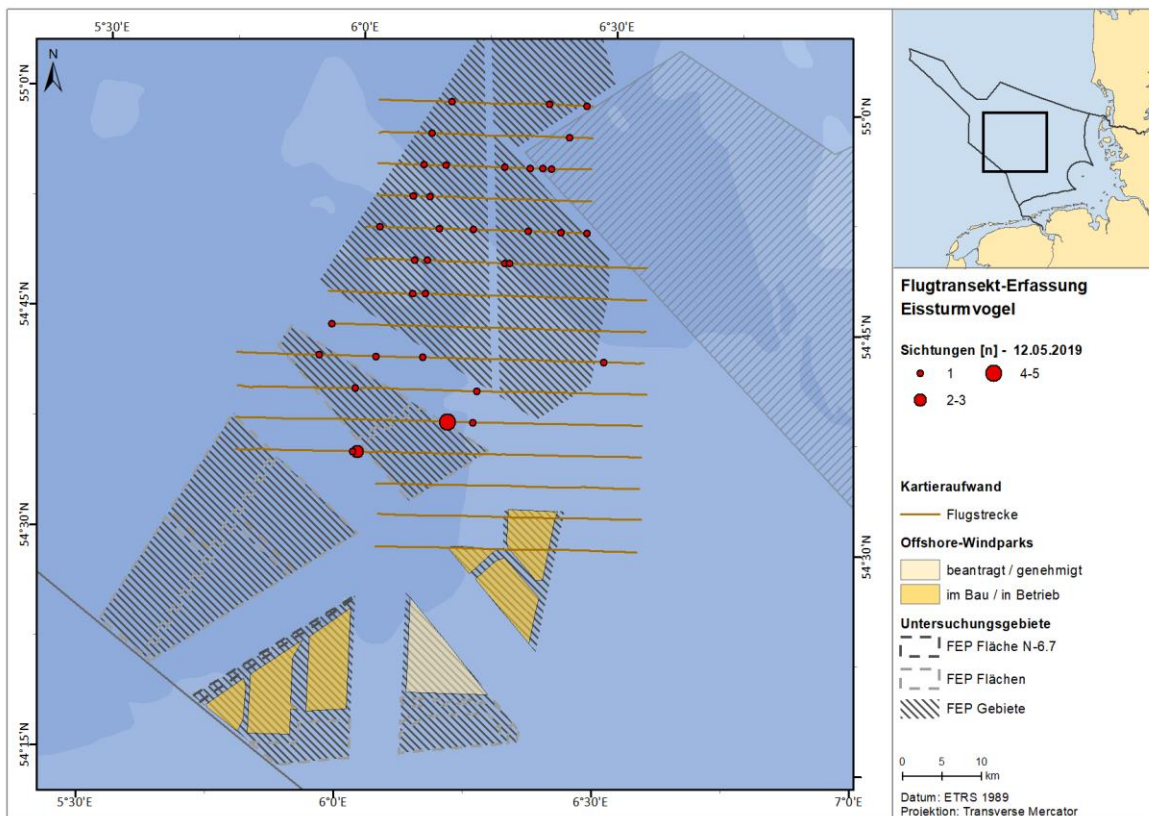 5°30'E 6°0'E 6°30'E
N
55°0'N
55°0'N
54°45'N
54°45'N
54°30'N
54°30'N
54°15'N
5°30'E 6°0'E 6°30'E 7°0'E
Flugtransekt-Erfassung
Eissturmvogel
Sichtungen [n] - 12.05.2019
1 4-5
2-3
Kartieraufwand
Flugstrecke
Offshore-Windparks
beantragt / genehmigt
im Bau / in Betrieb
Untersuchungsgebiete
FEP Fläche N-6.7
FEP Flächen
FEP Gebiete
0 5 10
km
Datum: ETRS 1989
Projektion: Transverse Mercator